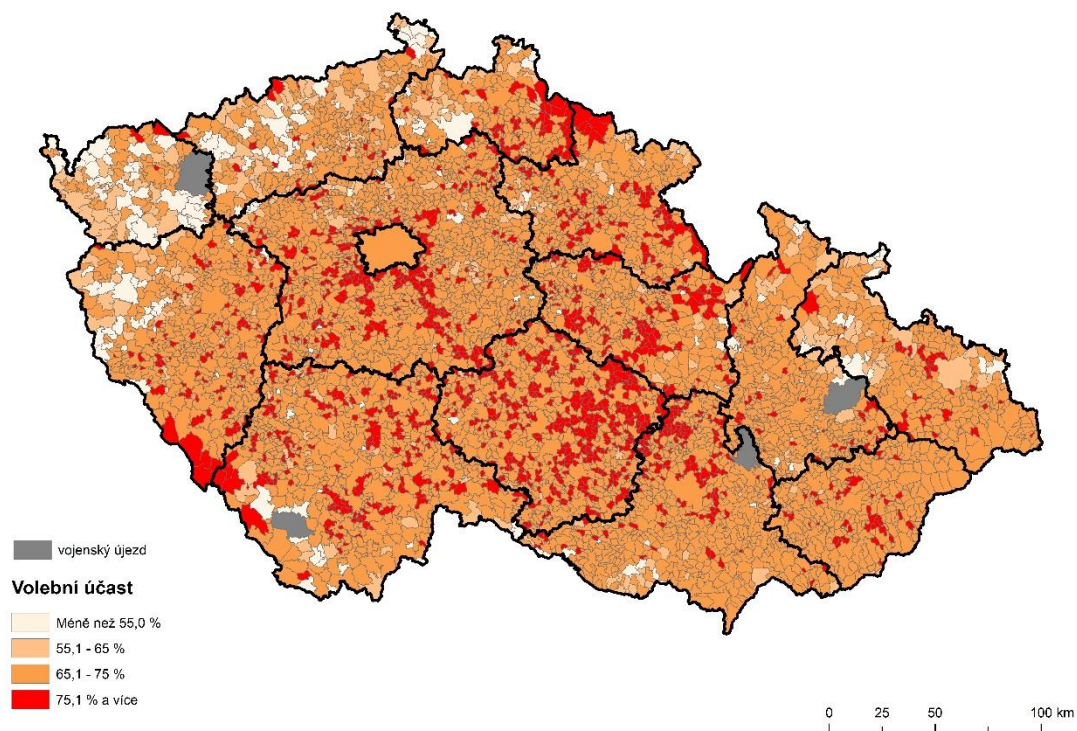 vojenský újezd
Volební účast
Méně než 55,0 %
55,1 - 65 %
65,1 - 75 %
75,1 % a více
0 25 50 100 km